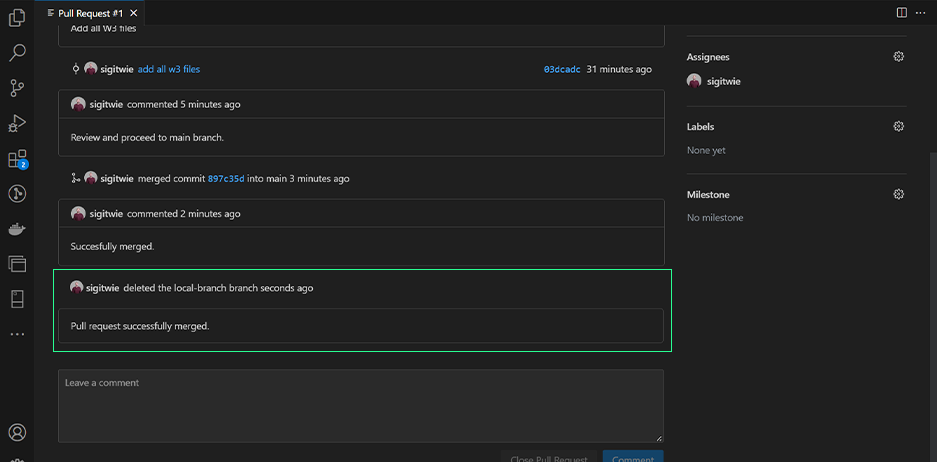 Pull Request #1
Add all W3 files
sigitwie add all w3 files 03dcadc 31 minutes ago
sigitwie commented 5 minutes ago
Review and proceed to main branch.
sigitwie merged commit 897c35d into main 3 minutes ago
sigitwie commented 2 minutes ago
Succesfully merged.
sigitwie deleted the local-branch branch seconds ago
Pull request successfully merged.
Leave a comment
Close Pull Request
Comment
Assignees
sigitwie
Labels
None yet
Milestone
No milestone
2